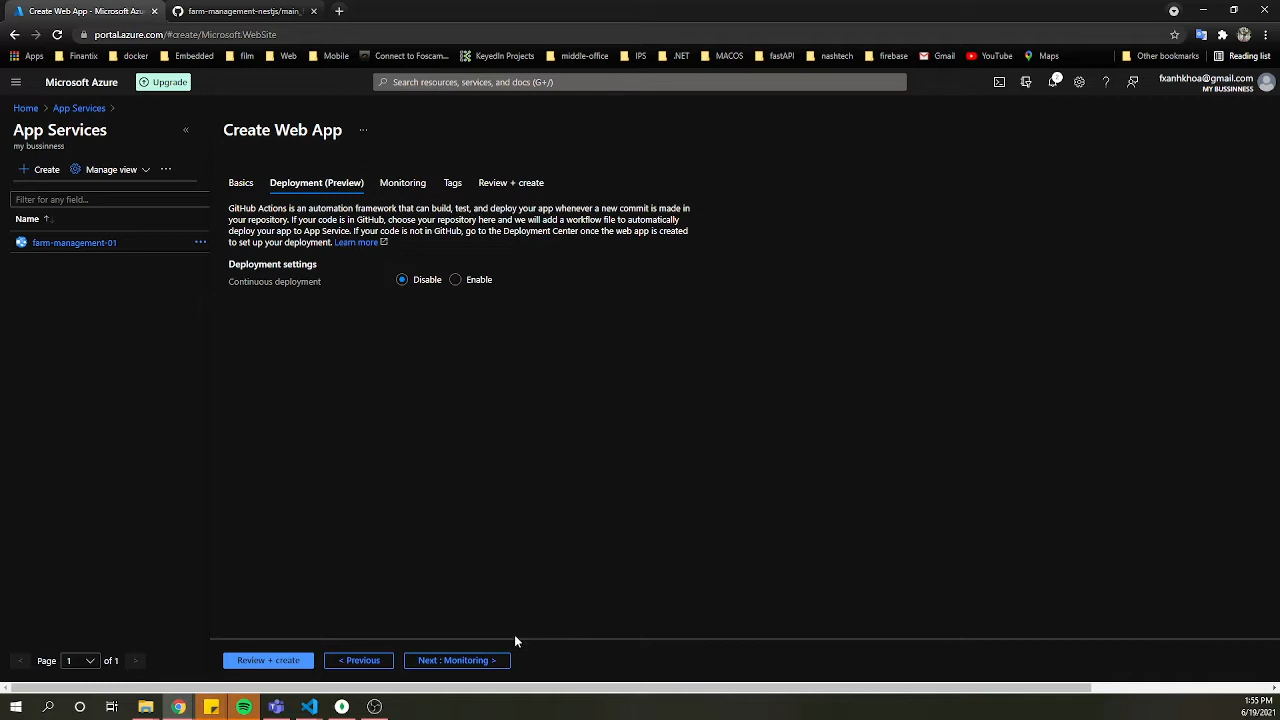 Create Web App - Microsoft Azu
farm-management-nestjs/main_
portal.azure.com/#create/Microsoft.WebSite
Apps Finantix docker Embedded film Web Mobile Connect to Foscam... KeyedIn Projects middle-office IPS .NET MACOS fastAPI nashtech firebase Gmail YouTube Maps Other bookmarks Reading list
Microsoft Azure Upgrade Search resources, services, and docs (G+/) 2 fxanhkhoa@gmail.com
MY BUSSINNESS
Home > App Services >
App Services «
my bussinness
+ Create Manage view ...
Filter for any field...
Name ↑↓
farm-management-01 ...
Create Web App ...
Basics Deployment (Preview) Monitoring Tags Review + create
GitHub Actions is an automation framework that can build, test, and deploy your app whenever a new commit is made in
your repository. If your code is in GitHub, choose your repository here and we will add a workflow file to automatically
deploy your app to App Service. If your code is not in GitHub, go to the Deployment Center once the web app is created
to set up your deployment. Learn more
Deployment settings
Continuous deployment Disable Enable
< Page 1 of 1 >
Review + create < Previous Next : Monitoring >
1:55 PM
6/19/2021